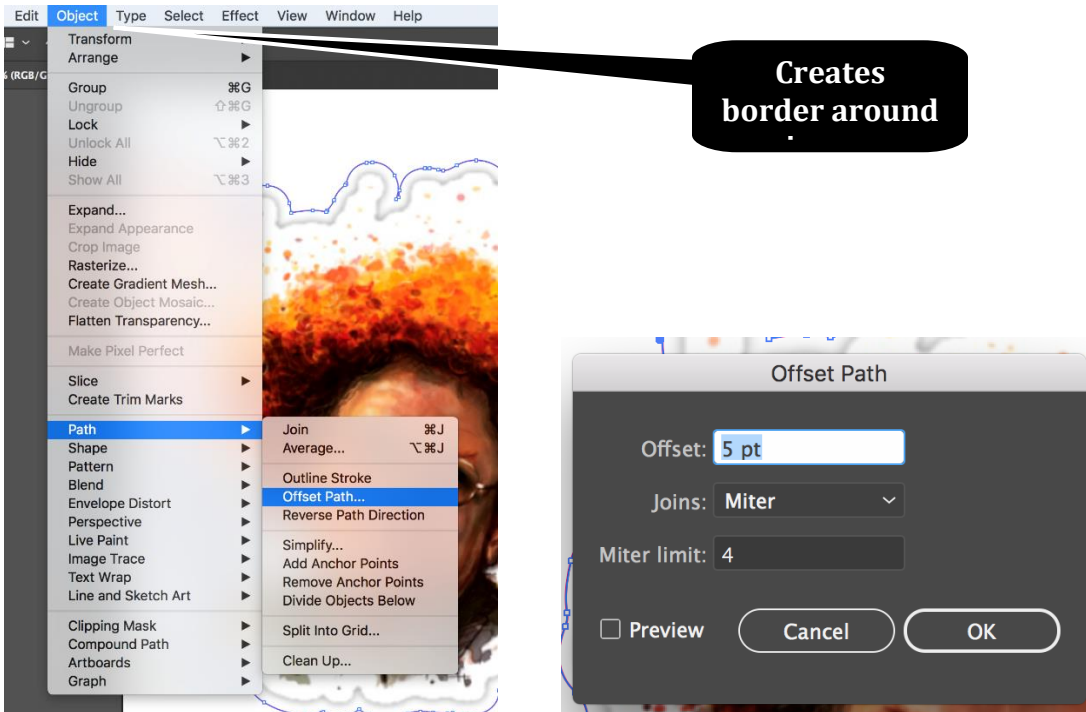 Edit Object Type Select Effect View Window Help
Transform
Arrange
% (RGB/G
Group ⌘G
Ungroup ⇧⌘G
Lock
Unlock All ⌥⌘2
Hide
Show All ⌥⌘3
Expand...
Expand Appearance
Crop Image
Rasterize...
Create Gradient Mesh...
Create Object Mosaic...
Flatten Transparency...
Make Pixel Perfect
Slice
Create Trim Marks
Path
Shape
Pattern
Blend
Envelope Distort
Perspective
Live Paint
Image Trace
Text Wrap
Line and Sketch Art
Clipping Mask
Compound Path
Artboards
Graph
Join ⌘J
Average... ⌥⌘J
Outline Stroke
Offset Path...
Reverse Path Direction
Simplify...
Add Anchor Points
Remove Anchor Points
Divide Objects Below
Split Into Grid...
Clean Up...
Creates
border around
Offset Path
Offset: 5 pt
Joins: Miter
Miter limit: 4
Preview Cancel OK